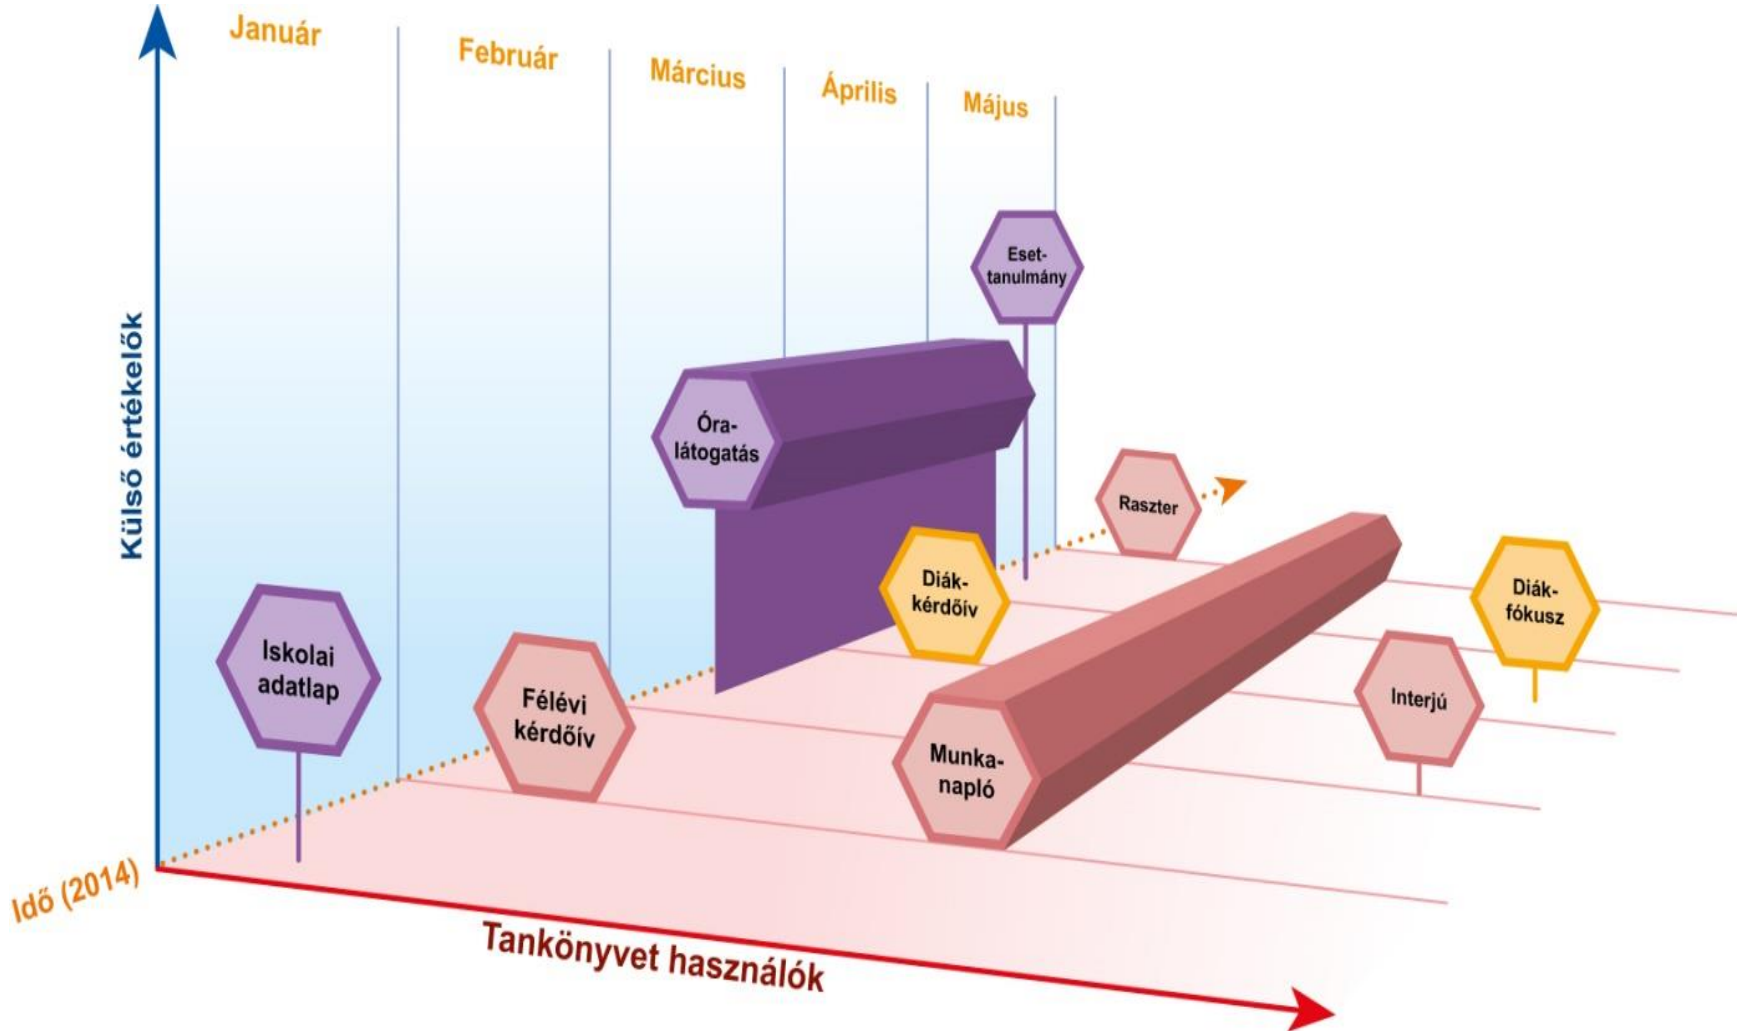 Január
Február
Március
Április
Május
Külső értékelők
Eset-
tanulmány
Óra-
látogatás
Raszter
Diák-
kérdőív
Diák-
fókusz
Iskolai
adatlap
Félévi
kérdőív
Interjú
Munka-
napló
Idő (2014)
Tankönyvet használók